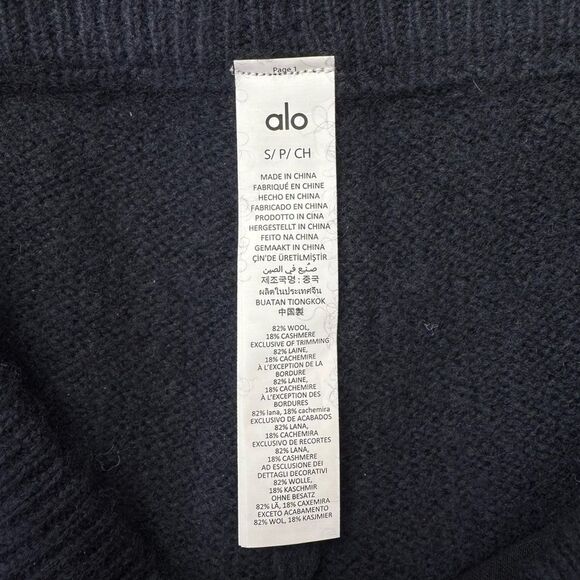 Page 1
alo
S/ P/ CH
MADE IN CHINA
FABRIQUÉ EN CHINE
HECHO EN CHINA
FABRICADO EN CHINA
PRODOTTO IN CINA
HERGESTELLT IN CHINA
FEITO NA CHINA
GEMAAKT IN CHINA
ÇİN'DE ÜRETİLMİŞTİR
صنع في الصين
제조국명 : 중국
ผลิตในประเทศจีน
BUATAN TIONGKOK
中国製
82% WOOL,
18% CASHMERE
EXCLUSIVE OF TRIMMING
82% LAINE,
18% CACHEMIRE
À L'EXCEPTION DE LA
BORDURE
82% LAINE,
18% CACHEMIRE
À L'EXCEPTION DES
BORDURES
82% lana, 18% cachemira
EXCLUSIVO DE ACABADOS
82% LANA,
18% CACHEMIRA
EXCLUSIVO DE RECORTES
82% LANA,
18% CASHMERE
AD ESCLUSIONE DEI
DETTAGLI DECORATIVI
82% WOLLE,
18% KASCHMIR
OHNE BESATZ
82% LÃ, 18% CAXEMIRA
EXCETO ACABAMENTO
82% WOL, 18% KASJMIER